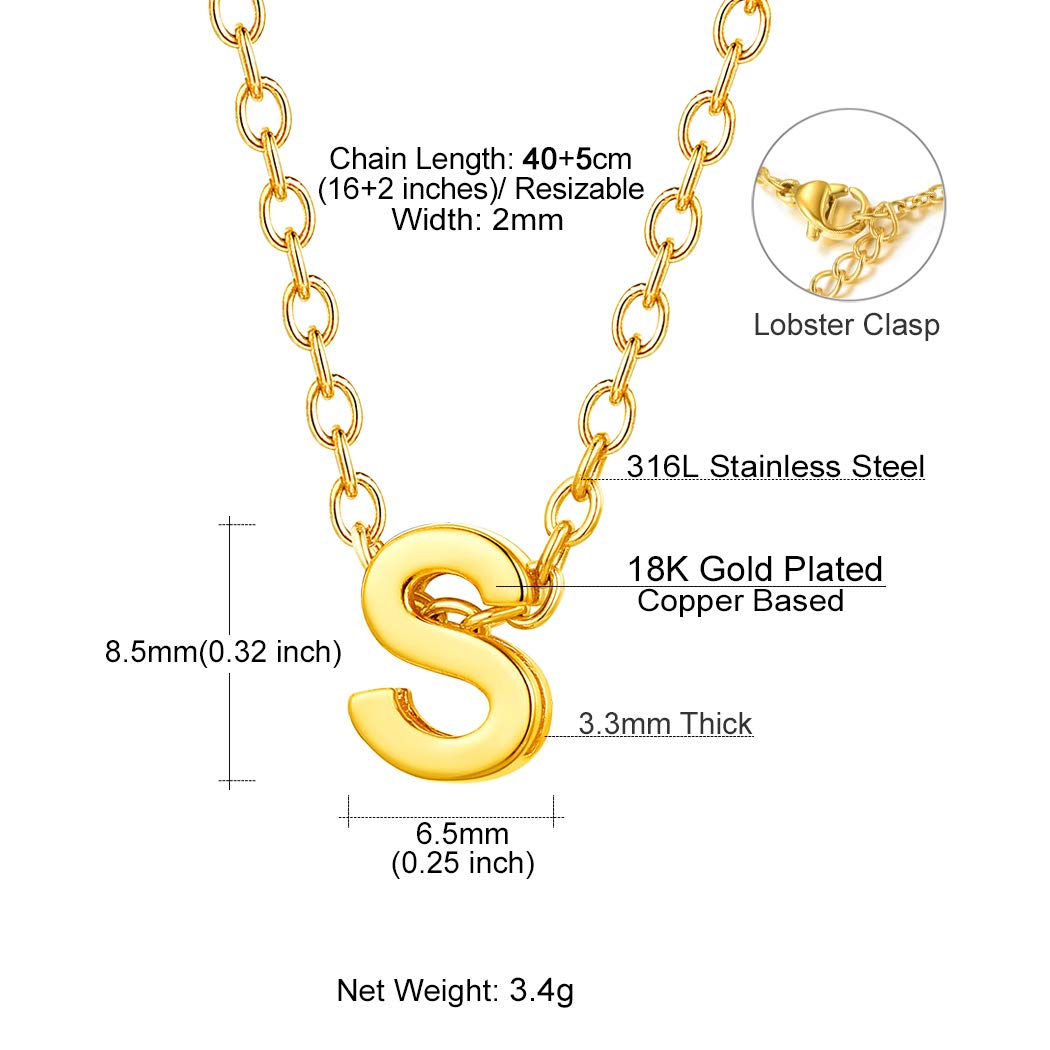 Chain Length: 40+5cm
(16+2 inches)/ Resizable
Width: 2mm
Lobster Clasp
316L Stainless Steel
18K Gold Plated
Copper Based
8.5mm(0.32 inch)
3.3mm Thick
6.5mm
(0.25 inch)
Net Weight: 3.4g
S